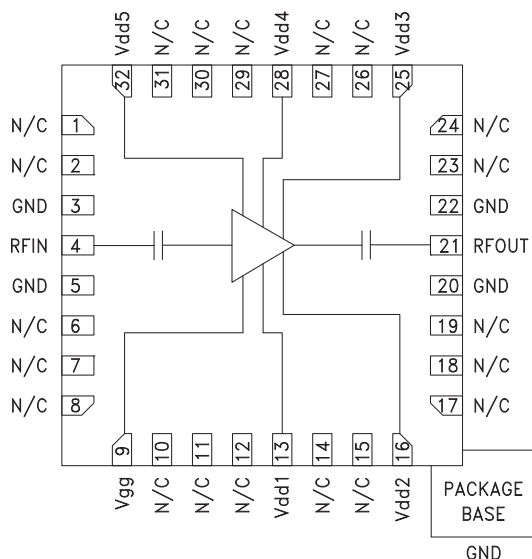 Vdd5 N/C N/C N/C Vdd4 N/C N/C Vdd3
32 31 30 29 28 27 26 25
N/C 1 24 N/C
N/C 2 23 N/C
GND 3 22 GND
RFIN 4 21 RFOUT
GND 5 20 GND
N/C 6 19 N/C
N/C 7 18 N/C
N/C 8 17 N/C
9 10 11 12 13 14 15 16
Vgg N/C N/C N/C Vdd1 N/C N/C Vdd2
PACKAGE
BASE
GND